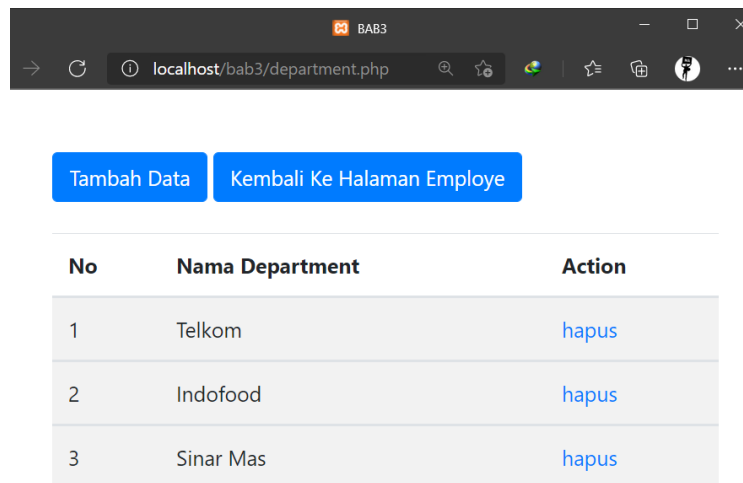 BAB3
localhost/bab3/department.php
Tambah Data Kembali Ke Halaman Employe
No Nama Department Action
1 Telkom hapus
2 Indofood hapus
3 Sinar Mas hapus